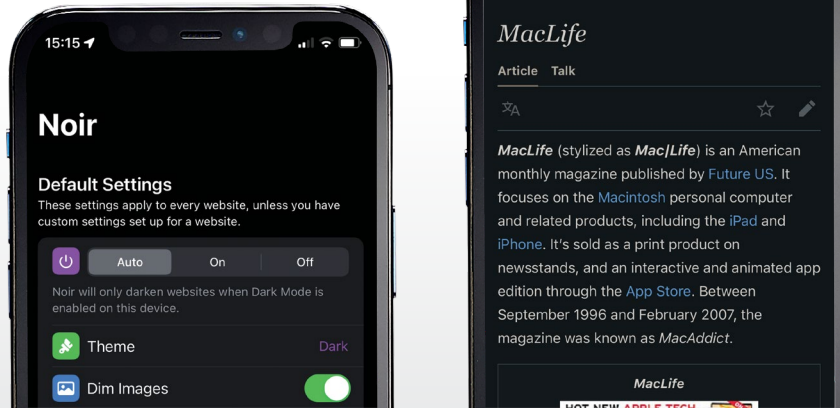 15:15
Noir
Default Settings
These settings apply to every website, unless you have
custom settings set up for a website.
Auto
On
Off
Noir will only darken websites when Dark Mode is
enabled on this device.
Theme
Dark
Dim Images
MacLife
Article Talk
MacLife (stylized as Mac|Life) is an American
monthly magazine published by Future US. It
focuses on the Macintosh personal computer
and related products, including the iPad and
iPhone. It's sold as a print product on
newsstands, and an interactive and animated app
edition through the App Store. Between
September 1996 and February 2007, the
magazine was known as MacAddict.
MacLife
HOT NEW APPLE TECH